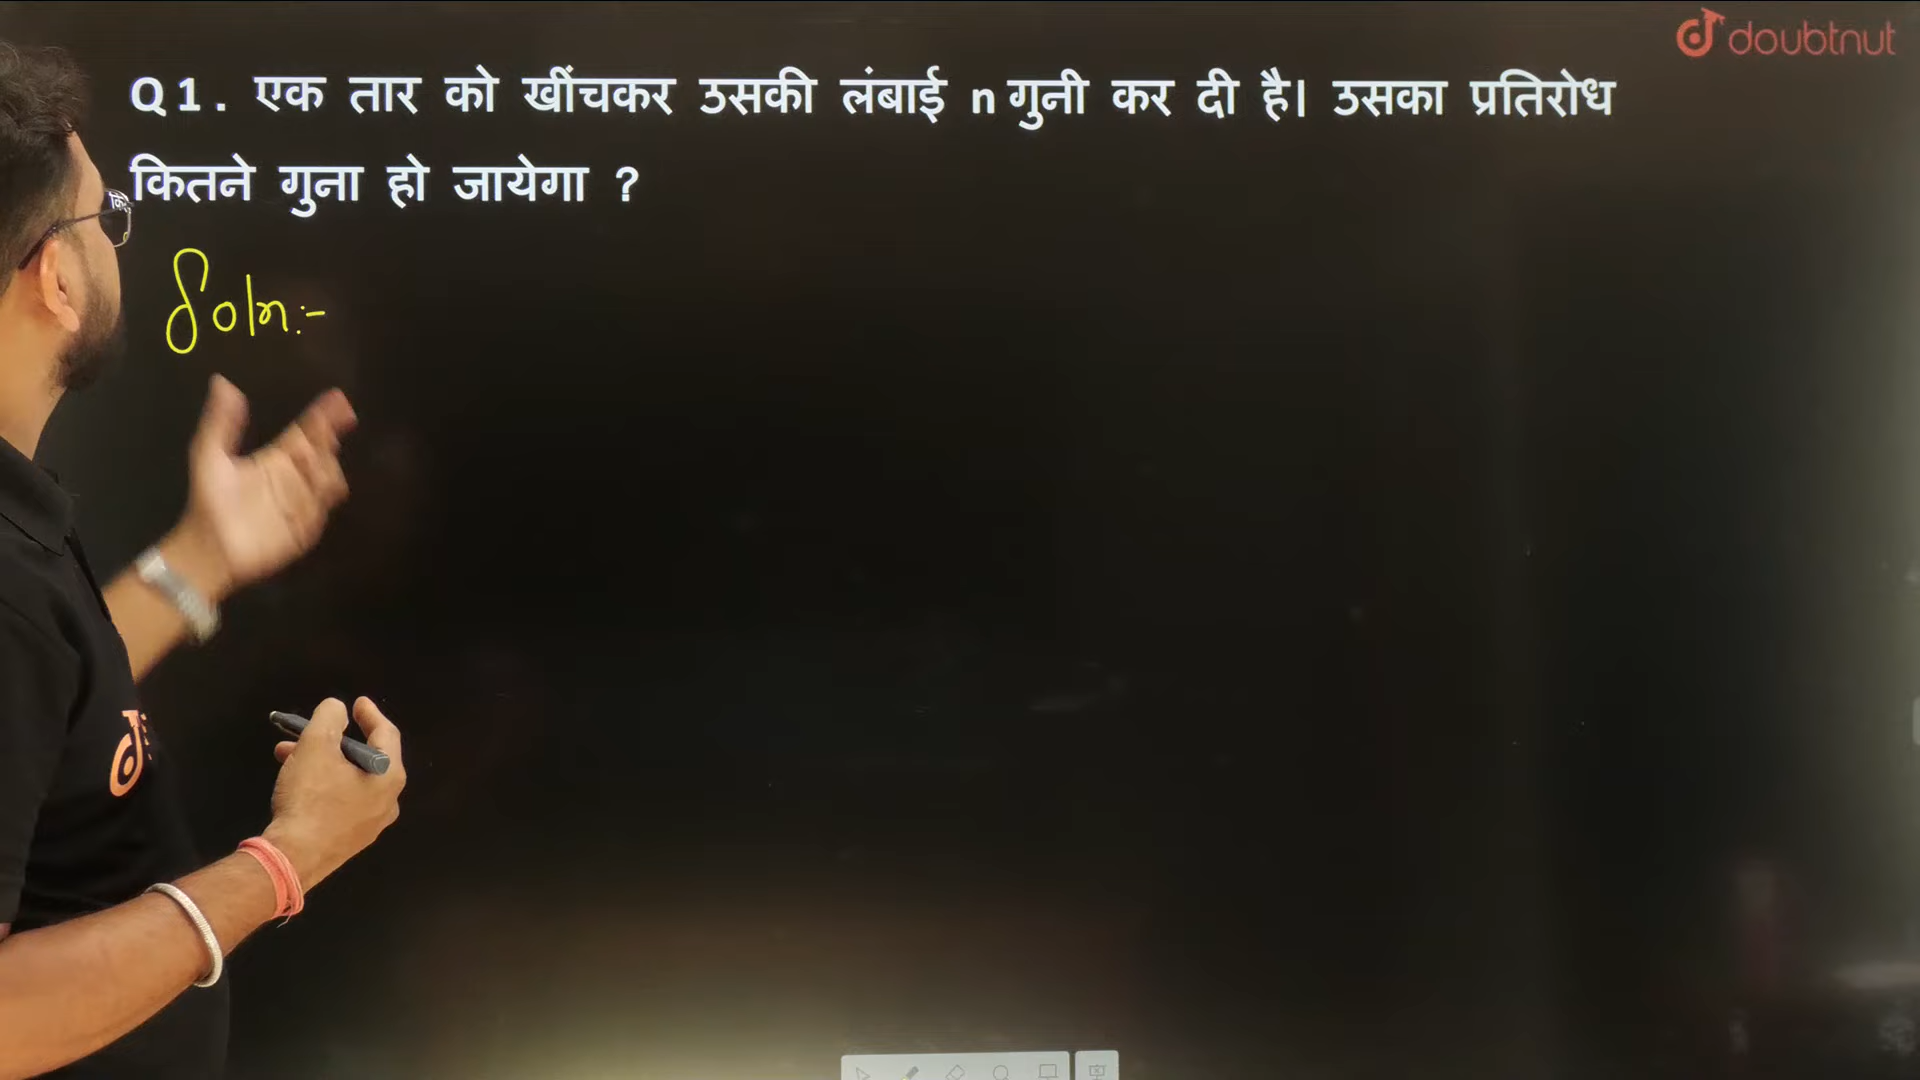 doubtnut
Q1. एक तार को खींचकर उसकी लंबाई n गुनी कर दी है। उसका प्रतिरोध
कितने गुना हो जायेगा ?
Soln:-